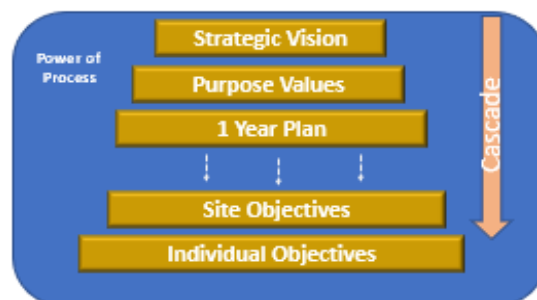 Strategic Vision
Power of
Process
Purpose Values
1 Year Plan
Site Objectives
Individual Objectives
Cascade